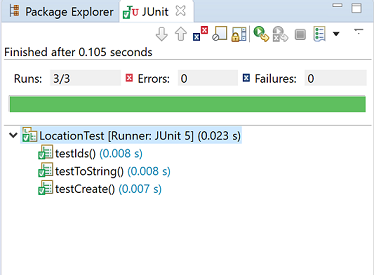 Package Explorer JUnit
Finished after 0.105 seconds
Runs: 3/3 Errors: 0 Failures: 0
LocationTest [Runner: JUnit 5] (0.023 s)
testIds() (0.008 s)
testToString() (0.008 s)
testCreate() (0.007 s)